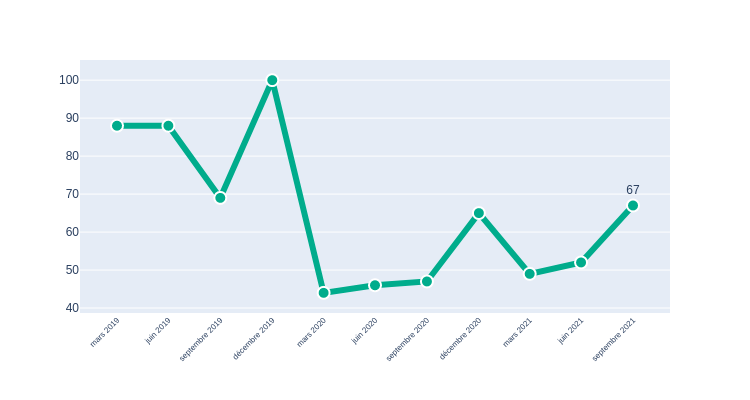 100
90
80
70
60
50
40
67
mars 2019
juin 2019
septembre 2019
décembre 2019
mars 2020
juin 2020
septembre 2020
décembre 2020
mars 2021
juin 2021
septembre 2021